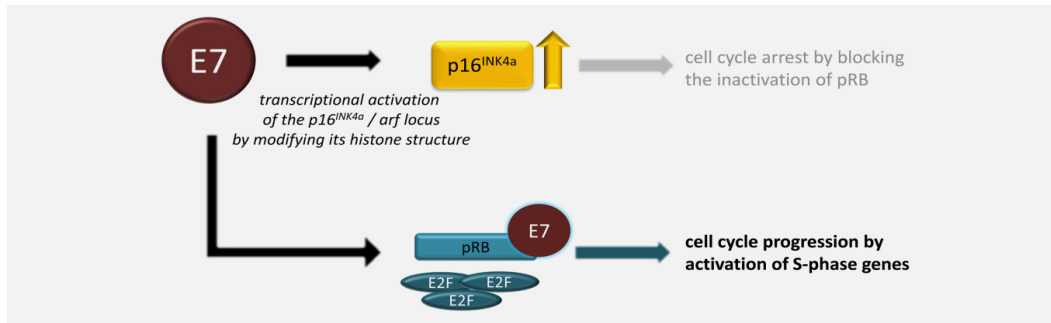 E7
p16INK4a
cell cycle arrest by blocking
the inactivation of pRB
transcriptional activation
of the p16INK4a / arf locus
by modifying its histone structure
E7
pRB
cell cycle progression by
activation of S-phase genes
E2F E2F
E2F